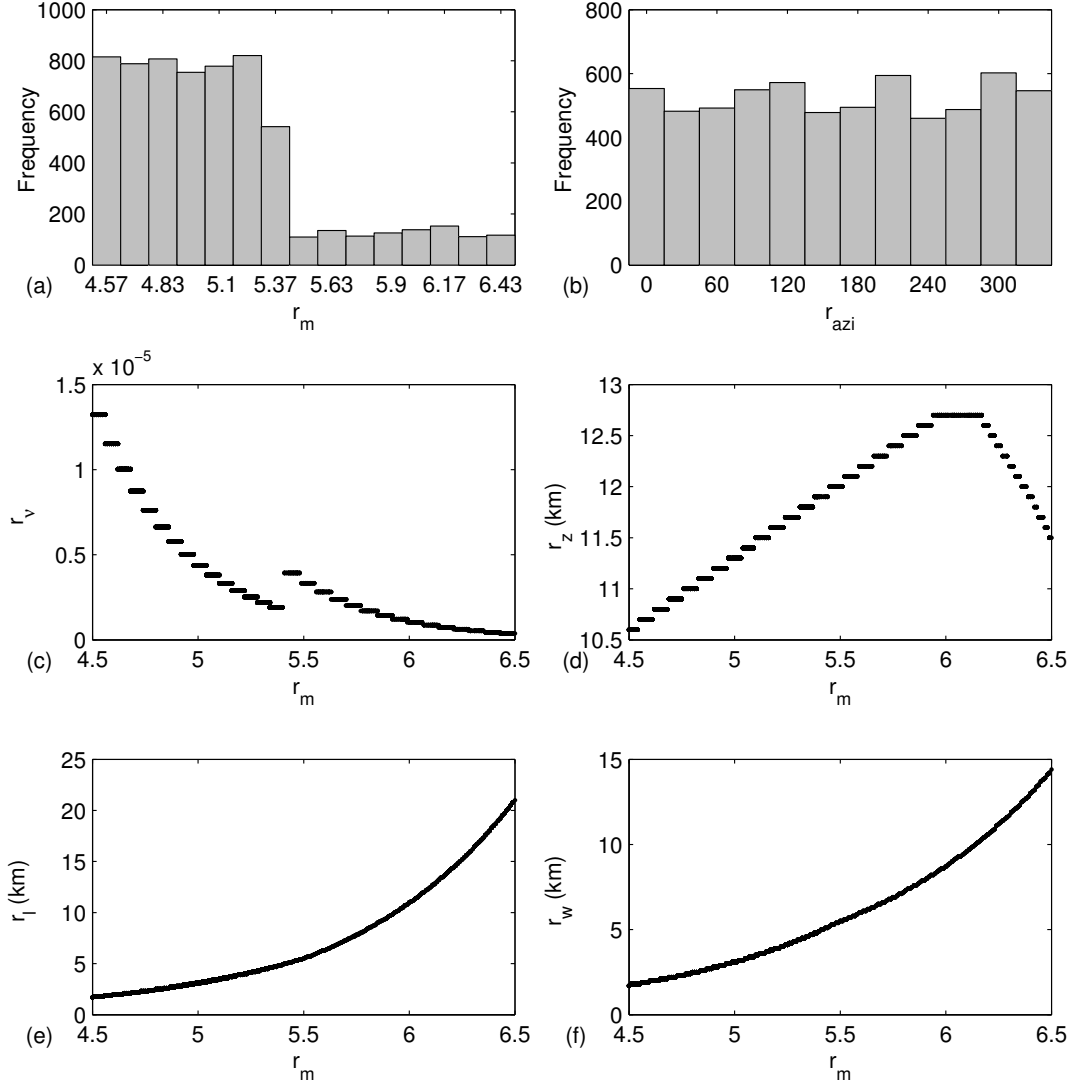 1000
800
600
400
200
0
Frequency
4.57 4.83 5.1 5.37 5.63 5.9 6.17 6.43
(a)
r_m
800
600
400
200
0
Frequency
0 60 120 180 240 300
(b)
r_azi
x 10^−5
1.5
1
0.5
0
r_ν
4.5 5 5.5 6 6.5
(c)
r_m
13
12.5
12
11.5
11
10.5
r_z (km)
4.5 5 5.5 6 6.5
(d)
r_m
25
20
15
10
5
0
r_l (km)
4.5 5 5.5 6 6.5
(e)
r_m
15
10
5
0
r_w (km)
4.5 5 5.5 6 6.5
(f)
r_m